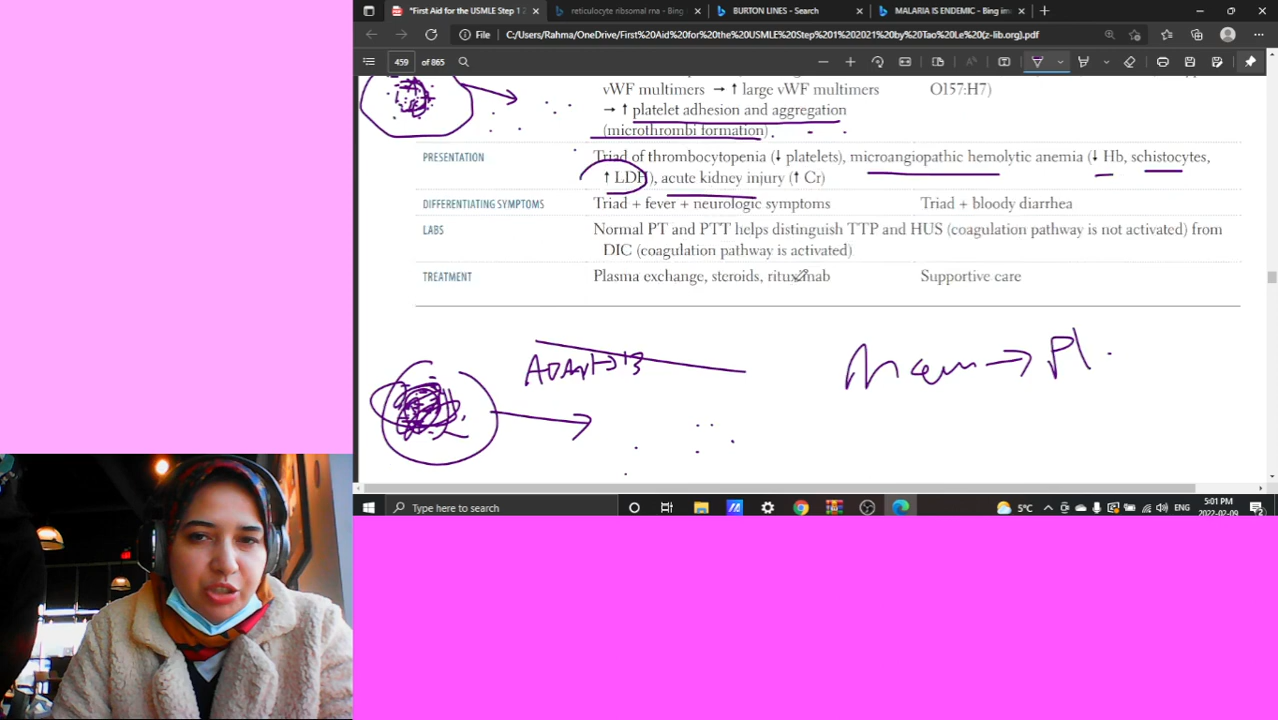 *First Aid for the USMLE Step 1 2
reticulocyte ribosomal rna - Bing
BURTON LINES - Search
MALARIA IS ENDEMIC - Bing im
File C:/Users/Rahma/OneDrive/First%20Aid%20for%20the%20USMLE%20Step%201%202021%20by%20Tao%20Le%20(z-lib.org).pdf
459 of 865
vWF multimers → ↑ large vWF multimers O157:H7)
→ ↑ platelet adhesion and aggregation
(microthrombi formation)
PRESENTATION Triad of thrombocytopenia (↓ platelets), microangiopathic hemolytic anemia (↓ Hb, schistocytes,
↑ LDH), acute kidney injury (↑ Cr)
DIFFERENTIATING SYMPTOMS Triad + fever + neurologic symptoms Triad + bloody diarrhea
LABS Normal PT and PTT helps distinguish TTP and HUS (coagulation pathway is not activated) from
DIC (coagulation pathway is activated)
TREATMENT Plasma exchange, steroids, rituximab Supportive care
→ Pl
Type here to search
5°C
ENG
5:01 PM
2022-02-09